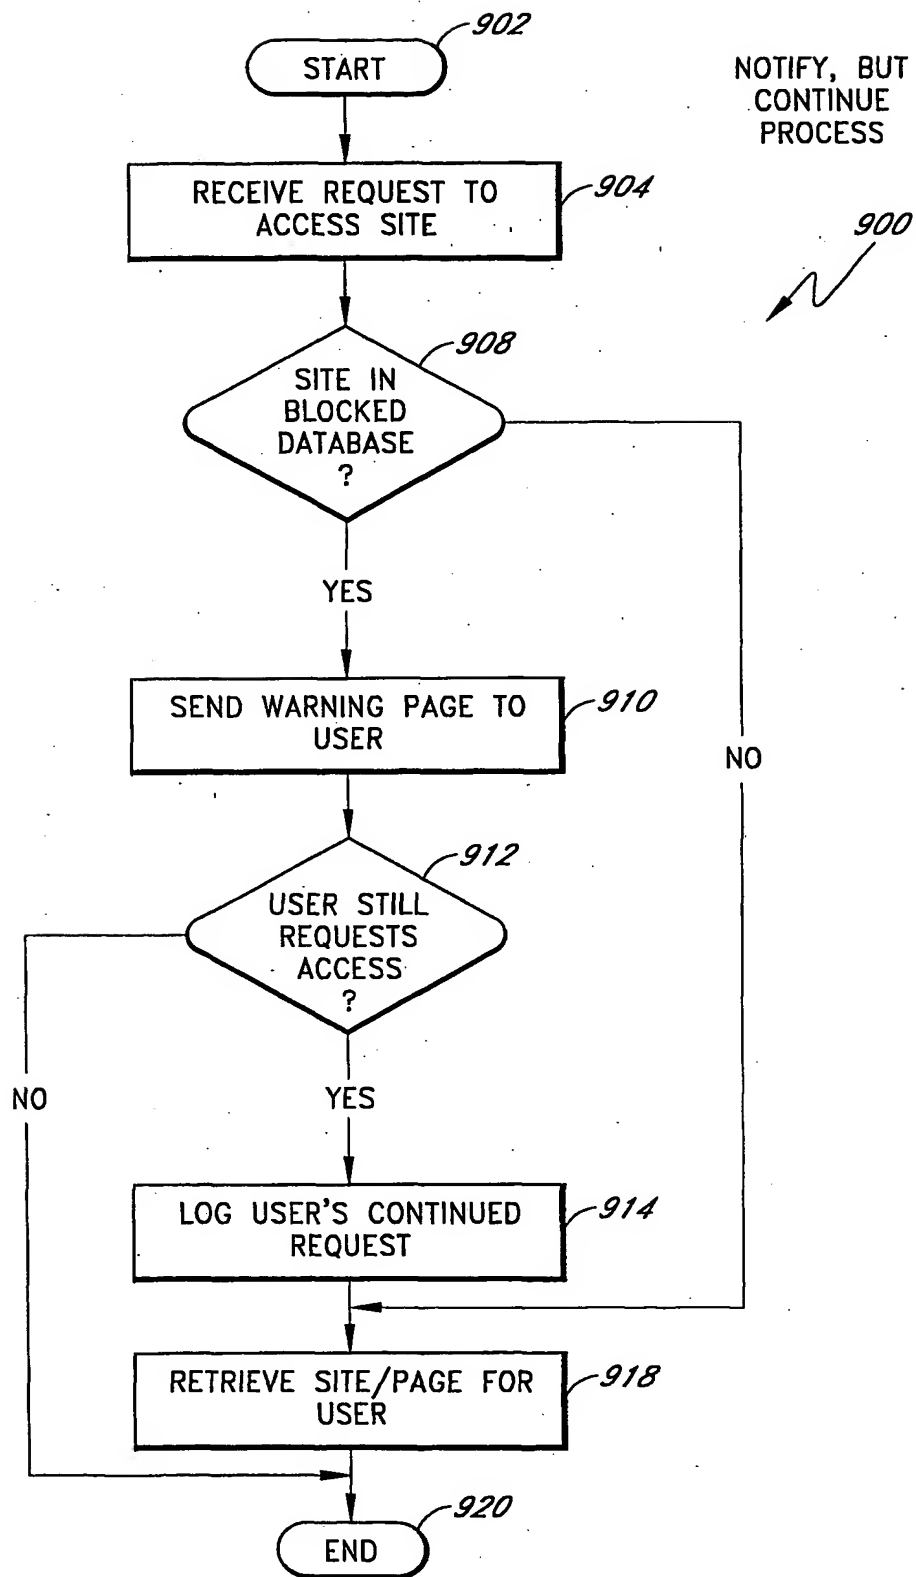 902
START
NOTIFY, BUT
CONTINUE
PROCESS
RECEIVE REQUEST TO
ACCESS SITE
904
900
908
SITE IN
BLOCKED
DATABASE
?
YES
SEND WARNING PAGE TO
USER
910
NO
912
USER STILL
REQUESTS
ACCESS
?
NO
YES
LOG USER'S CONTINUED
REQUEST
914
RETRIEVE SITE/PAGE FOR
USER
918
920
END